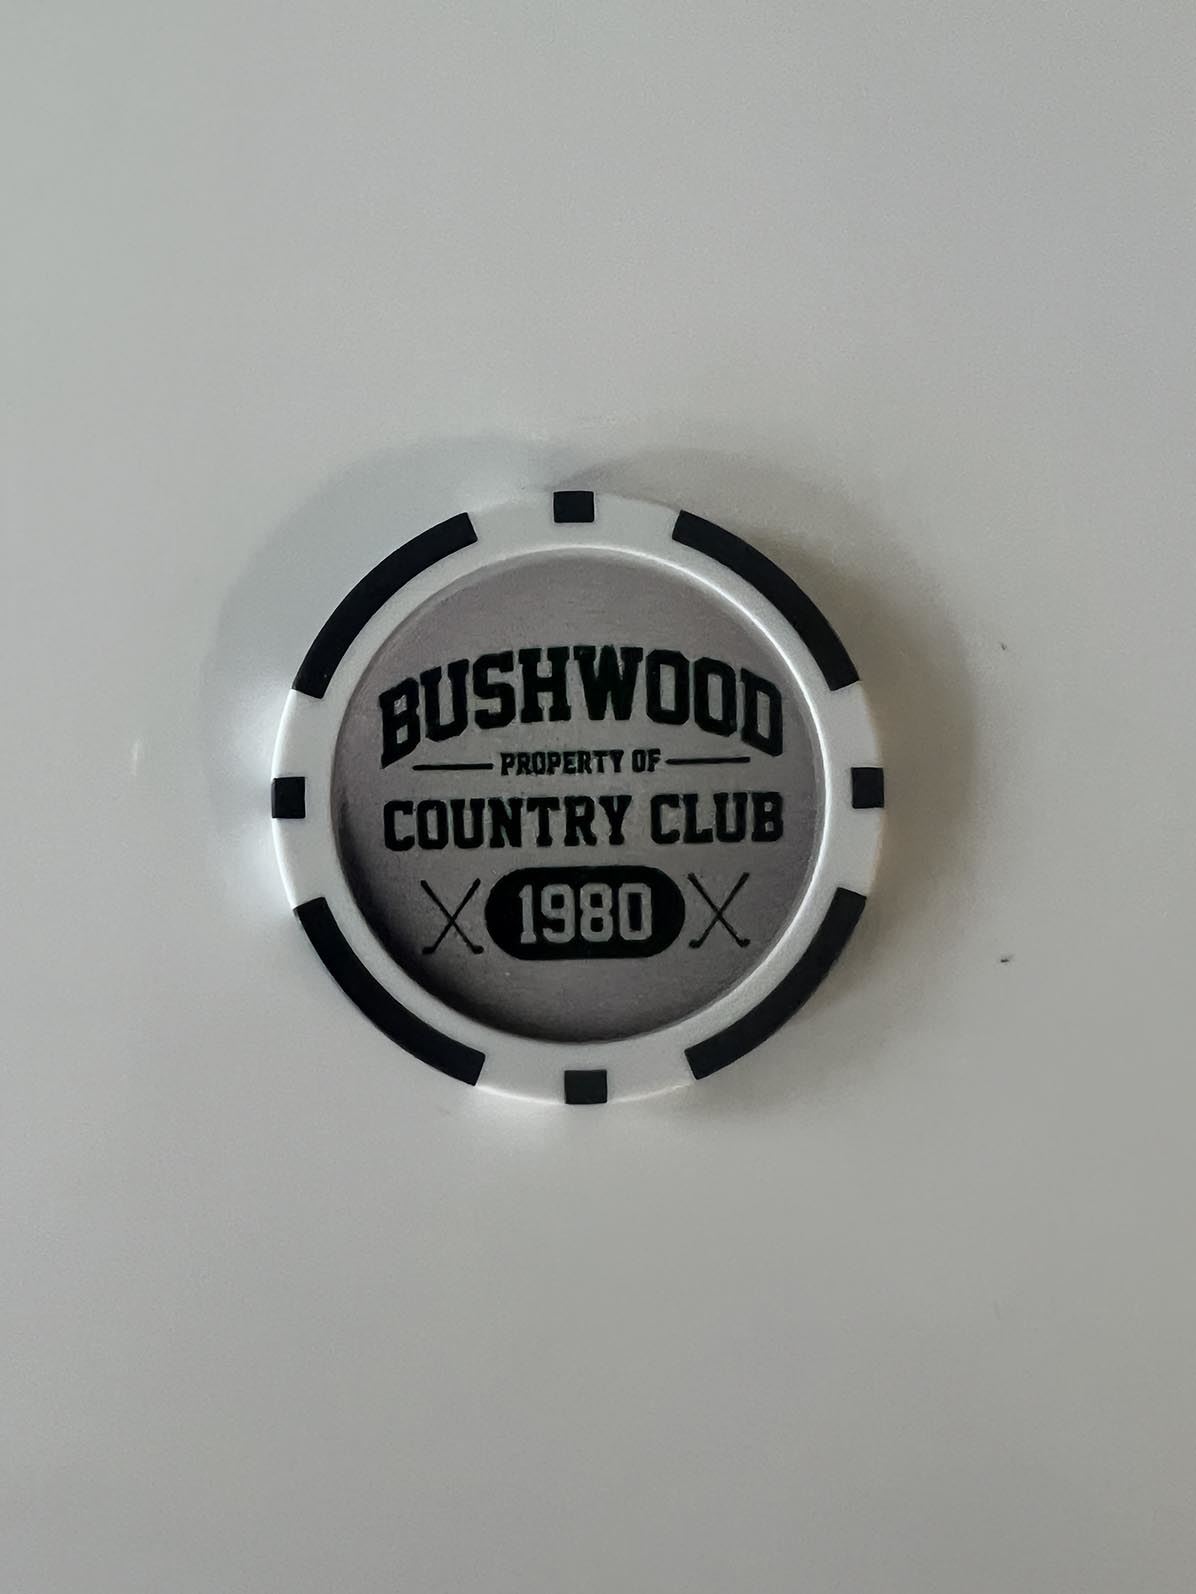 BUSHWOOD
PROPERTY OF
COUNTRY CLUB
1980